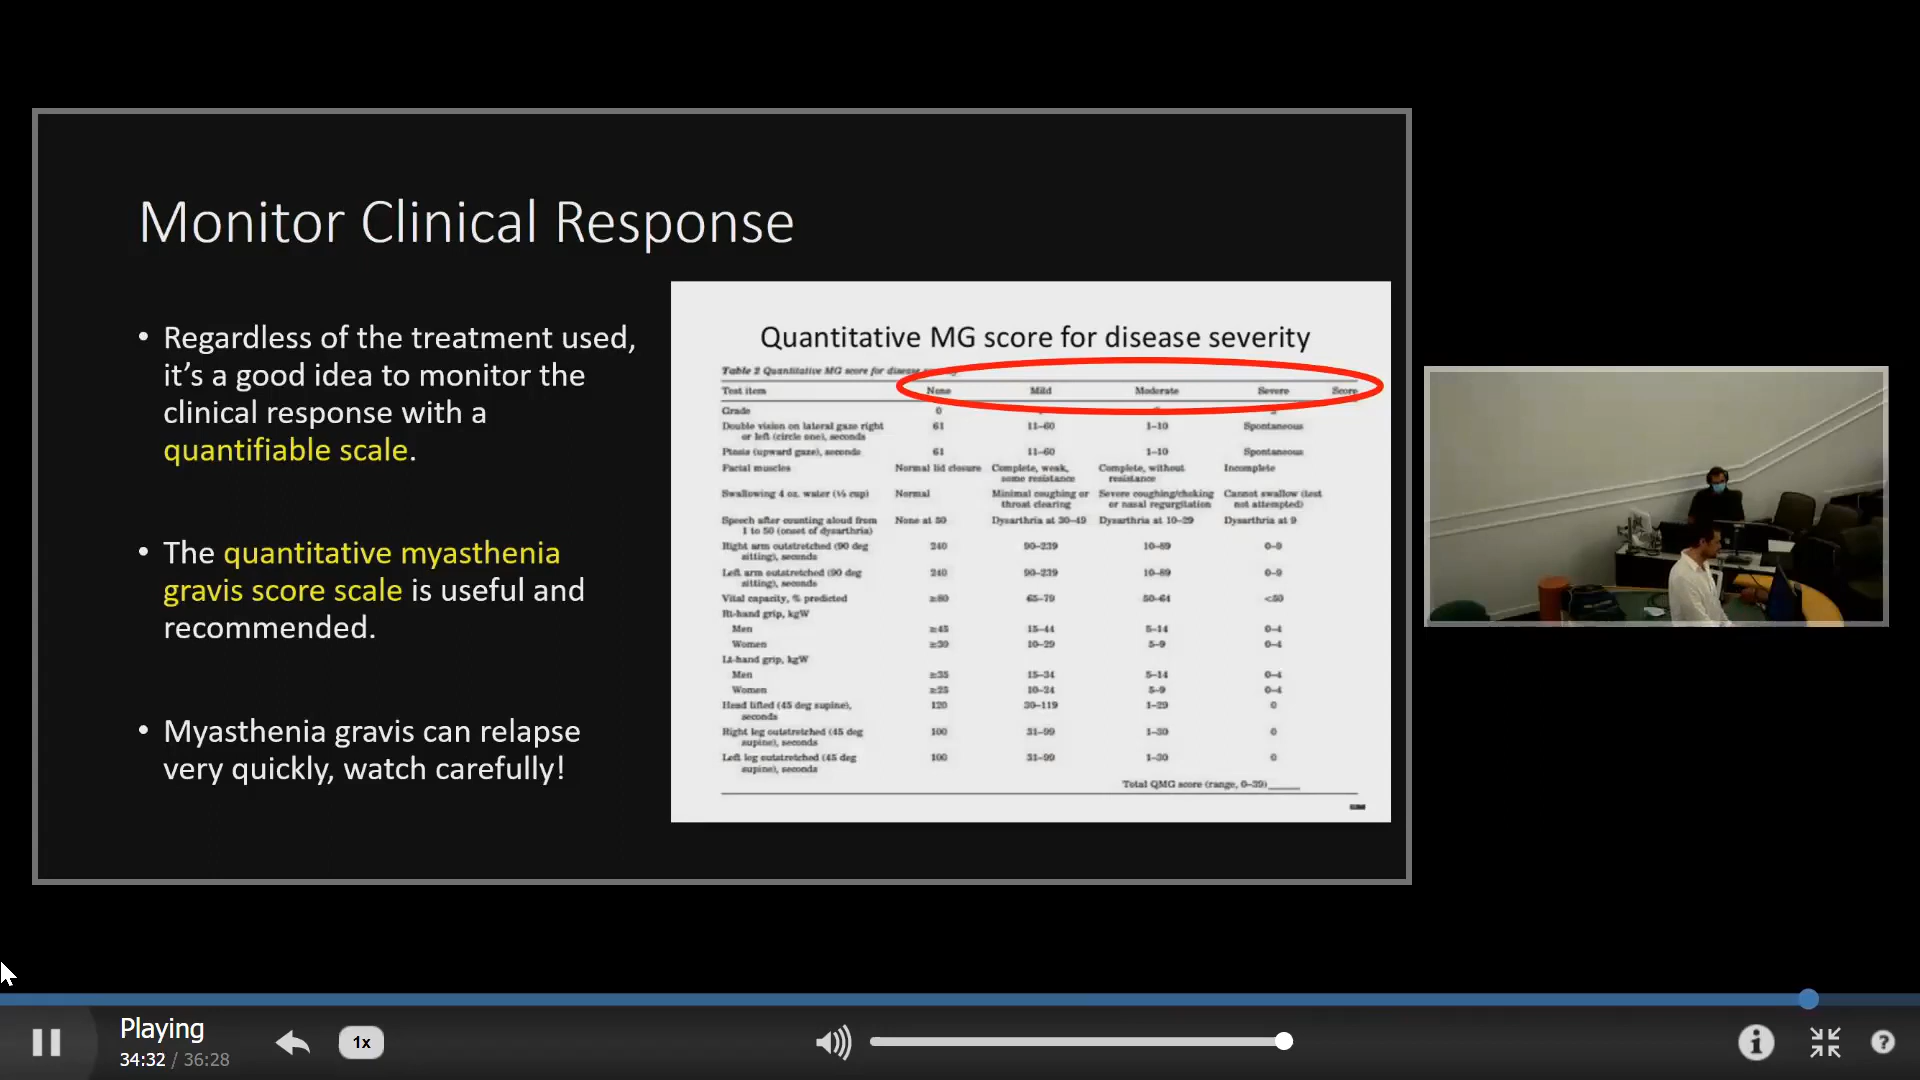 Monitor Clinical Response
• Regardless of the treatment used,
it's a good idea to monitor the
clinical response with a
quantifiable scale.
• The quantitative myasthenia
gravis score scale is useful and
recommended.
• Myasthenia gravis can relapse
very quickly, watch carefully!
Quantitative MG score for disease severity
Table 2 Quantitative MG score for disease
Test item None Mild Moderate Severe Score
Grade 0
Double vision on lateral gaze right 61 11–60 1–10 Spontaneous
or left (circle one), seconds
Ptosis (upward gaze), seconds 61 11–60 1–10 Spontaneous
Facial muscles Normal lid closure Complete, weak, Complete, without Incomplete
some resistance resistance
Swallowing 4 oz. water (½ cup) Normal Minimal coughing or Severe coughing/choking Cannot swallow (test
throat clearing or nasal regurgitation not attempted)
Speech after counting aloud from None at 50 Dysarthria at 30–49 Dysarthria at 10–29 Dysarthria at 9
1 to 50 (onset of dysarthria)
Right arm outstretched (90 deg 240 90–239 10–89 0–9
sitting), seconds
Left arm outstretched (90 deg 240 90–239 10–89 0–9
sitting), seconds
Vital capacity, % predicted ≥80 65–79 50–64 <50
Rt-hand grip, kgW
Men ≥45 15–44 5–14 0–4
Women ≥30 10–29 5–9 0–4
Lt-hand grip, kgW
Men ≥35 15–34 5–14 0–4
Women ≥25 10–24 5–9 0–4
Head lifted (45 deg supine), 120 30–119 1–29 0
seconds
Right leg outstretched (45 deg 100 31–99 1–30 0
supine), seconds
Left leg outstretched (45 deg 100 31–99 1–30 0
supine), seconds
Total QMG score (range, 0–39)_____
Playing
34:32 / 36:28
1x